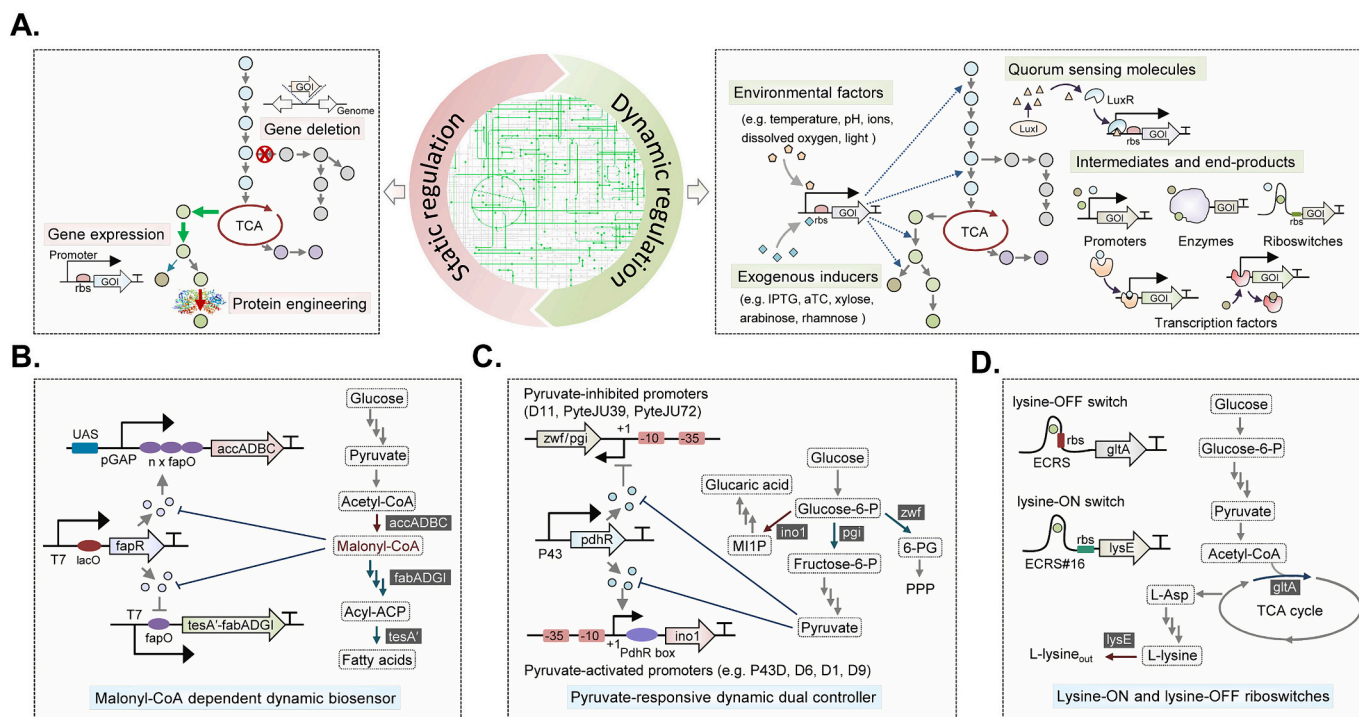 A.
GOI
Genome
Gene deletion
TCA
Gene expression
Promoter
rbs
GOI
Protein engineering
Static regulation
Dynamic regulation
Environmental factors
(e.g. temperature, pH, ions,
dissolved oxygen, light )
rbs
GOI
Exogenous inducers
(e.g. IPTG, aTC, xylose,
arabinose, rhamnose )
TCA
Quorum sensing molecules
LuxR
LuxI
rbs
GOI
Intermediates and end-products
GOI
GOI
rbs
GOI
Promoters
Enzymes
Riboswitches
GOI
GOI
Transcription factors
B.
UAS
pGAP
n x fapO
accADBC
T7
lacO
fapR
T7
fapO
tesA'-fabADGI
Glucose
Pyruvate
Acetyl-CoA
accADBC
Malonyl-CoA
fabADGI
Acyl-ACP
tesA'
Fatty acids
Malonyl-CoA dependent dynamic biosensor
C.
Pyruvate-inhibited promoters
(D11, PyteJU39, PyteJU72)
zwf/pgi
+1
-10
-35
P43
pdhR
-35
-10
+1
PdhR box
ino1
Pyruvate-activated promoters (e.g. P43D, D6, D1, D9)
Glucose
Glucaric acid
Glucose-6-P
zwf
ino1
pgi
MI1P
6-PG
Fructose-6-P
PPP
Pyruvate
Pyruvate-responsive dynamic dual controller
D.
lysine-OFF switch
rbs
gltA
ECRS
lysine-ON switch
rbs
lysE
ECRS#16
Glucose
Glucose-6-P
Pyruvate
Acetyl-CoA
gltA
L-Asp
TCA cycle
lysE
L-lysineout
L-lysine
Lysine-ON and lysine-OFF riboswitches